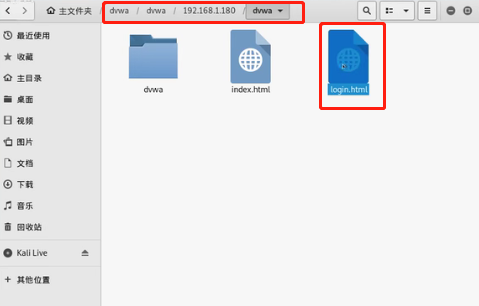 主文件夹 dvwa dvwa 192.168.1.180 dvwa
最近使用
收藏
主目录
桌面
视频
图片
文档
下载
音乐
回收站
Kali Live
+ 其他位置
dvwa index.html login.html